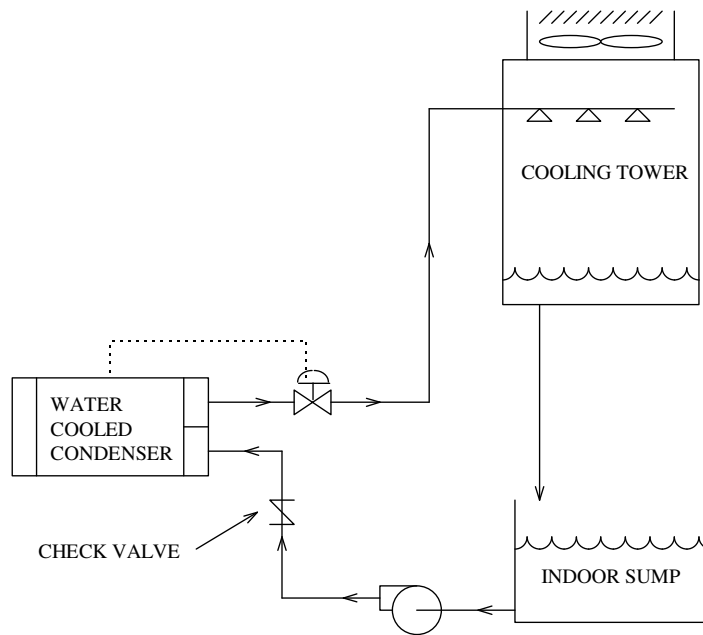 COOLING TOWER
WATER
COOLED
CONDENSER
CHECK VALVE
INDOOR SUMP